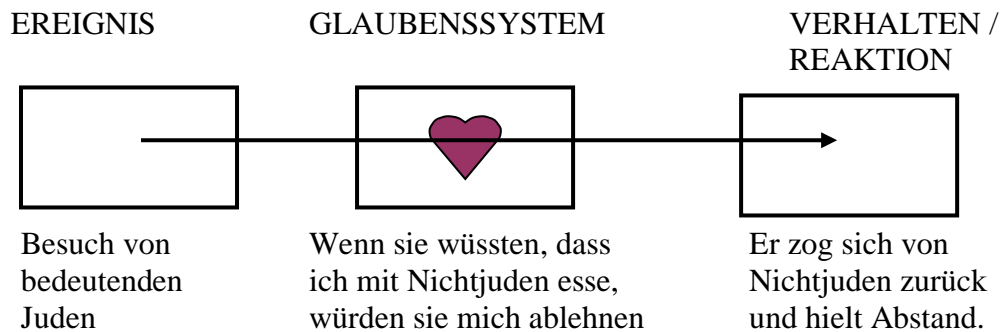 EREIGNIS
GLAUBENSSYSTEM
VERHALTEN /
REAKTION
Besuch von
bedeutenden
Juden
Wenn sie wüssten, dass
ich mit Nichtjuden esse,
würden sie mich ablehnen
Er zog sich von
Nichtjuden zurück
und hielt Abstand.